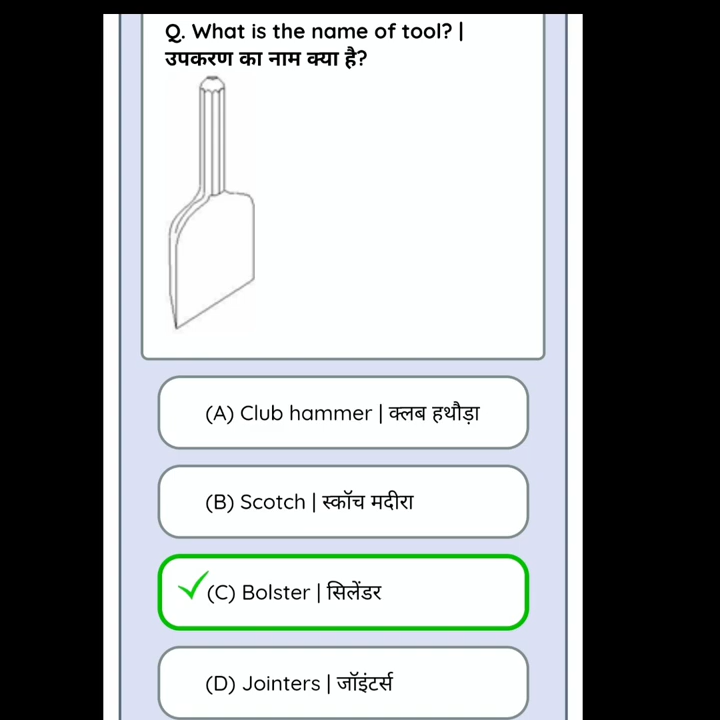 Q. What is the name of tool? |
उपकरण का नाम क्या है?
(A) Club hammer | क्लब हथौड़ा
(B) Scotch | स्कॉच मदीरा
(C) Bolster | सिलेंडर
(D) Jointers | जॉइंटर्स